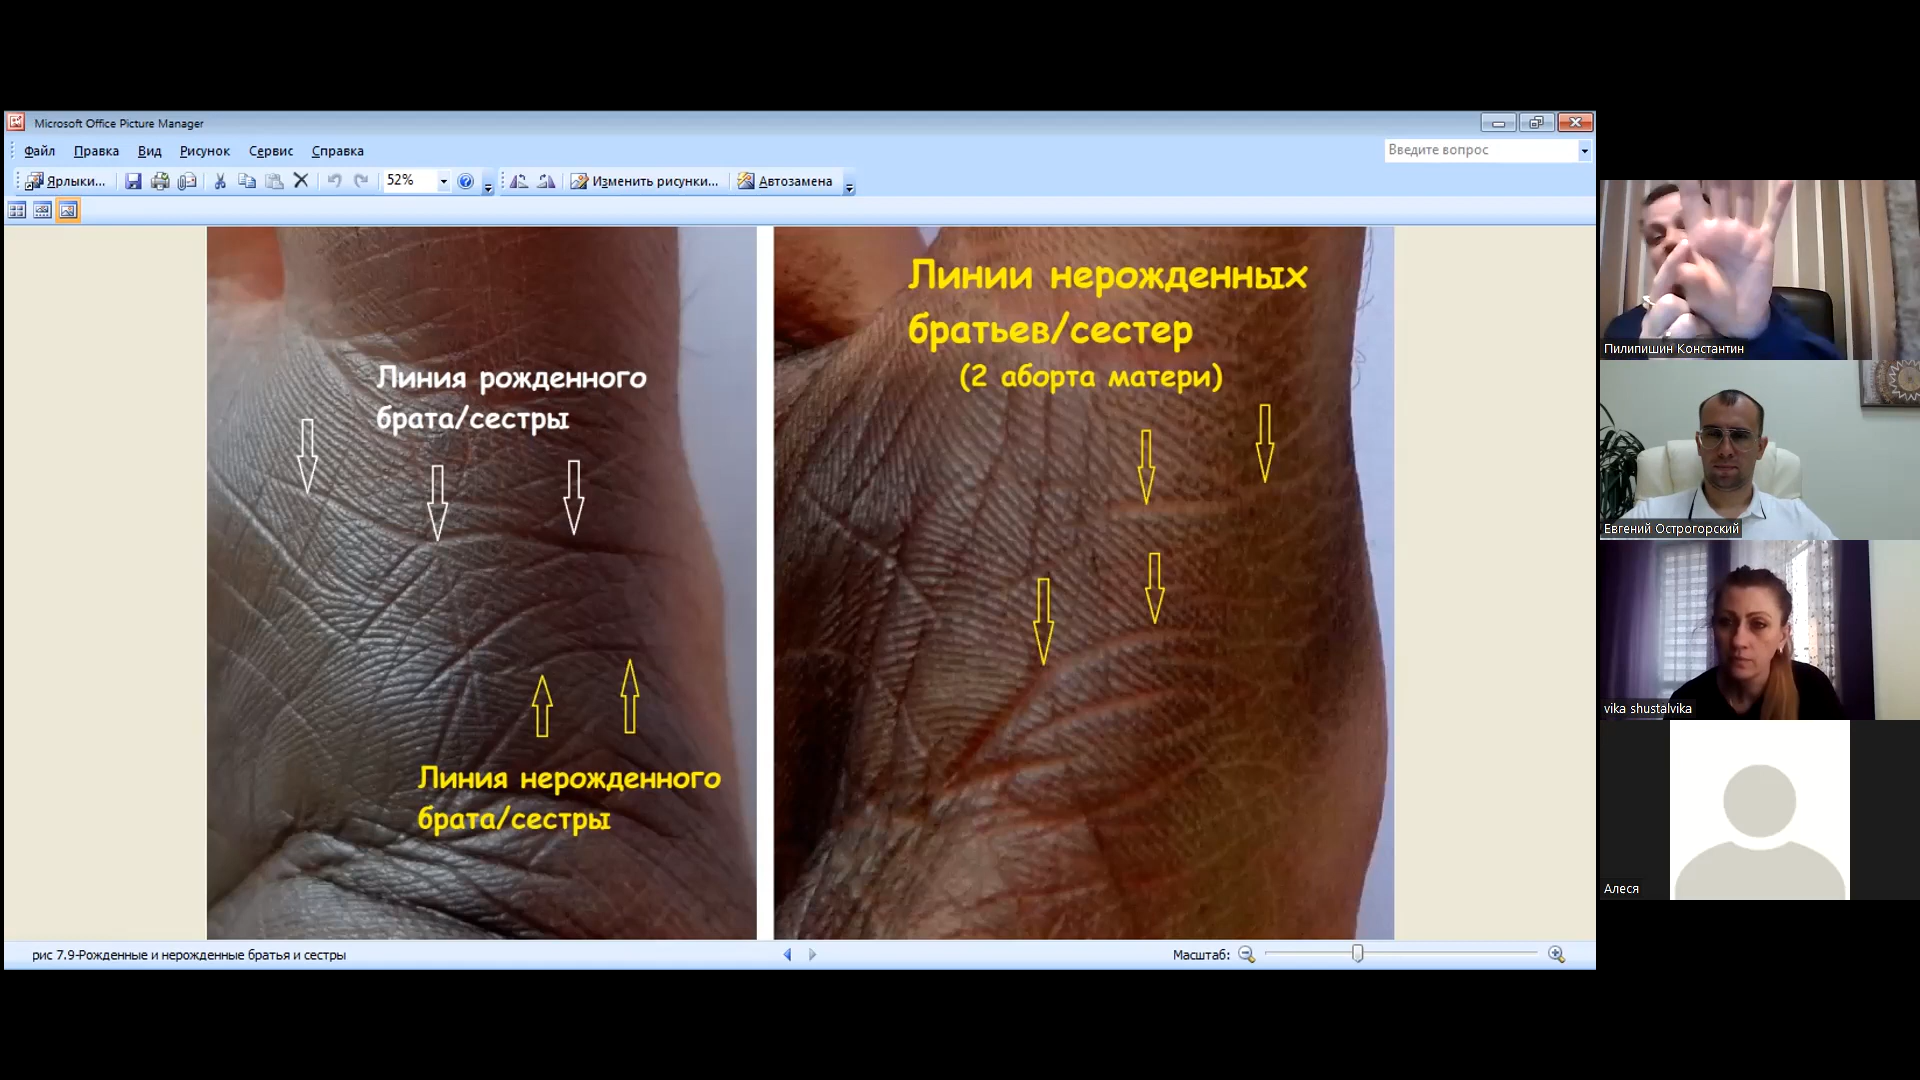 Microsoft Office Picture Manager
Файл Правка Вид Рисунок Сервис Справка
Введите вопрос
Ярлыки... 52% Изменить рисунки... Автозамена
Линия рожденного
брата/сестры
Линия нерожденного
брата/сестры
Линии нерожденных
братьев/сестер
(2 аборта матери)
рис 7.9-Рожденные и нерожденные братья и сестры
Масштаб:
Пилипишин Константин
Евгений Острогорский
vika shustalvika
Алеся